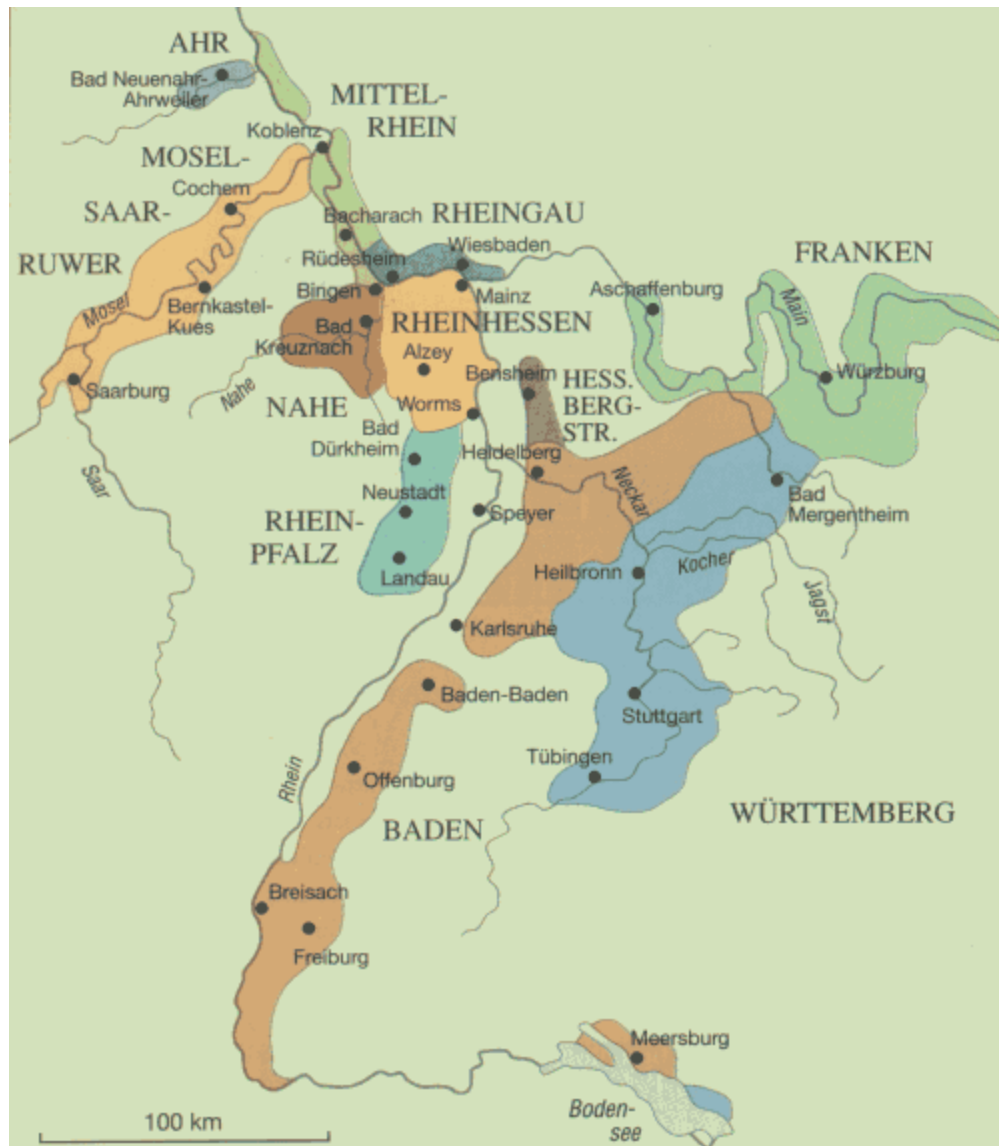 AHR
Bad Neuenahr-
Ahrweiler
MITTEL-
RHEIN
Koblenz
MOSEL-
Cochem
SAAR-
RUWER
Bacharach
RHEINGAU
Wiesbaden
Rüdesheim
FRANKEN
Aschaffenburg
Main
Mosel
Bernkastel-
Kues
Bingen
Mainz
Bad
Kreuznach
RHEINHESSEN
Alzey
Saarburg
Nahe
NAHE
Bensheim
HESS.
BERG-
STR.
Würzburg
Worms
Bad
Dürkheim
Heidelberg
Saar
Neckar
Neustadt
Speyer
Bad
Mergentheim
RHEIN-
PFALZ
Landau
Heilbronn
Kocher
Jagst
Karlsruhe
Baden-Baden
Stuttgart
Tübingen
Rhein
Offenburg
BADEN
WÜRTTEMBERG
Breisach
Freiburg
Meersburg
Boden-
see
100 km